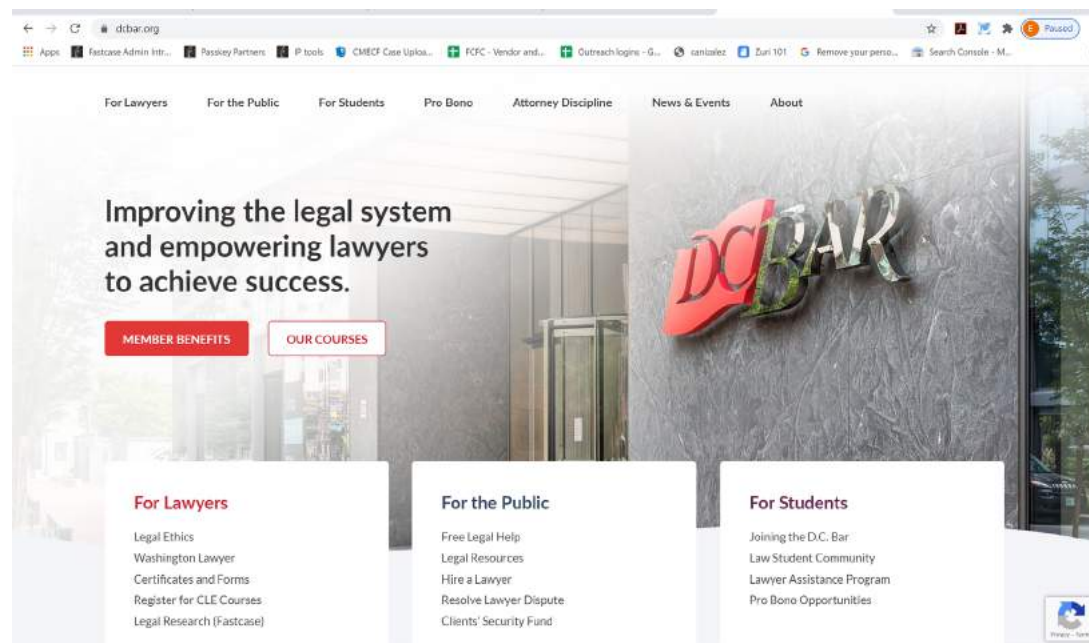 dcbar.org
Paused
Apps
Fastcase Admin Intr...
Passkey Partners
IP tools
CM/ECF Case Uploa...
FCFC - Vendor and...
Outreach logins - G...
canizalez
Zuri 101
Remove your perso...
Search Console - M...
For Lawyers
For the Public
For Students
Pro Bono
Attorney Discipline
News & Events
About
Improving the legal system
and empowering lawyers
to achieve success.
DC BAR
MEMBER BENEFITS
OUR COURSES
For Lawyers
Legal Ethics
Washington Lawyer
Certificates and Forms
Register for CLE Courses
Legal Research (Fastcase)
For the Public
Free Legal Help
Legal Resources
Hire a Lawyer
Resolve Lawyer Dispute
Clients' Security Fund
For Students
Joining the D.C. Bar
Law Student Community
Lawyer Assistance Program
Pro Bono Opportunities